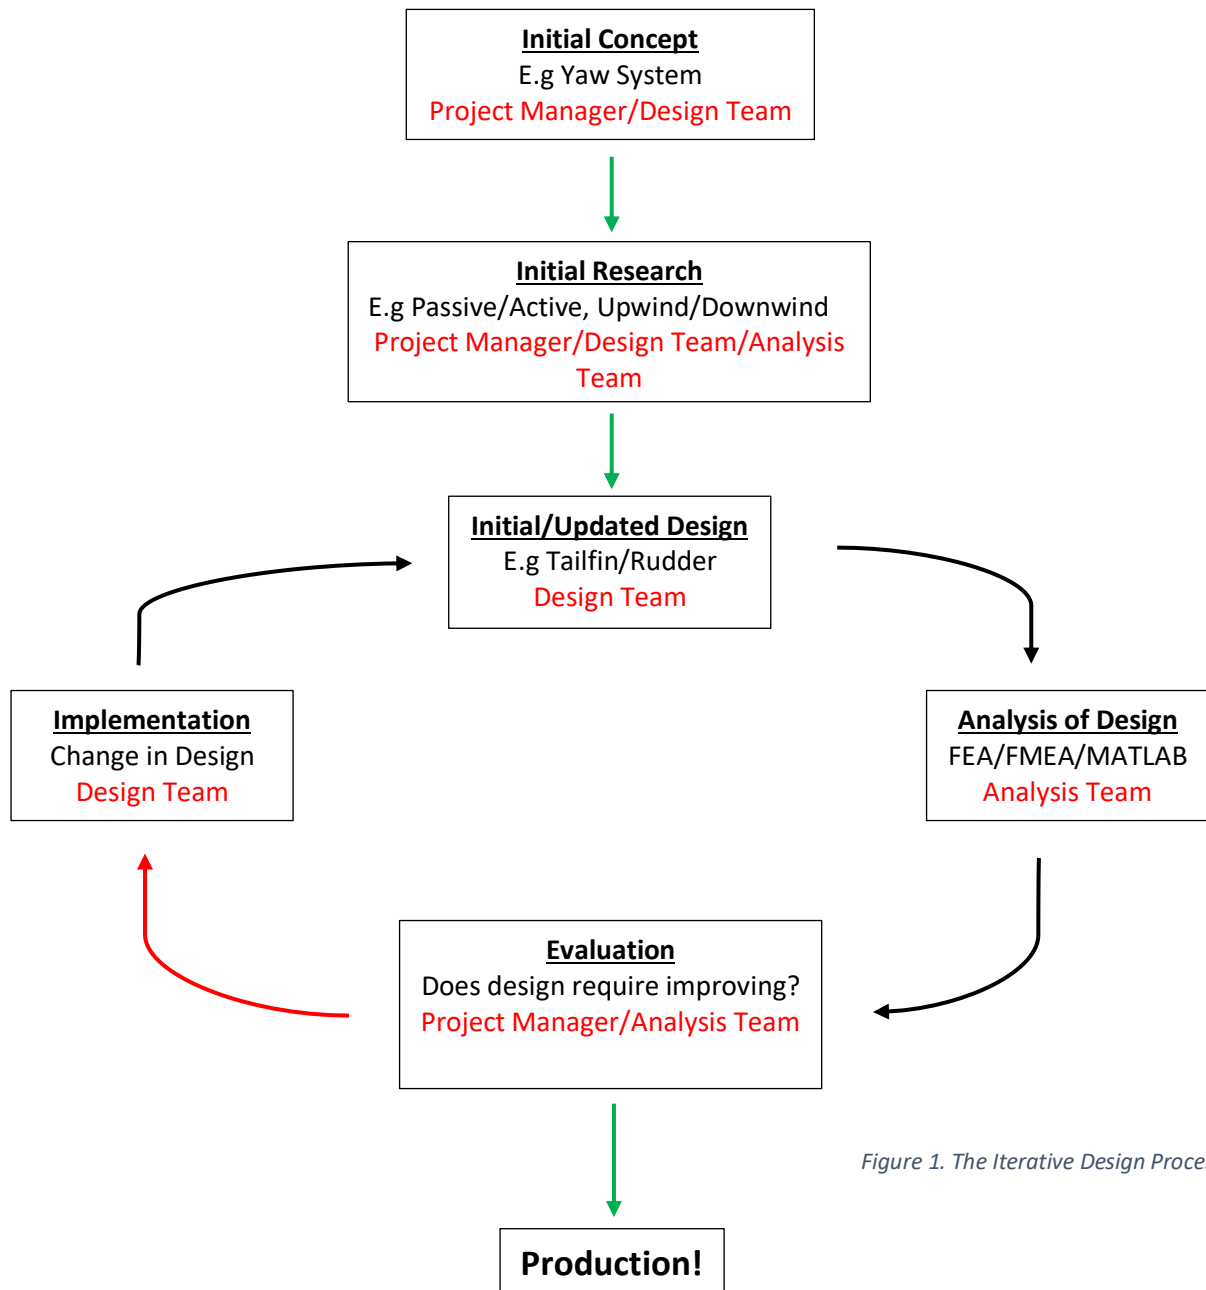 Initial Concept
E.g Yaw System
Project Manager/Design Team
Initial Research
E.g Passive/Active, Upwind/Downwind
Project Manager/Design Team/Analysis
Team
Initial/Updated Design
E.g Tailfin/Rudder
Design Team
Implementation
Change in Design
Design Team
Analysis of Design
FEA/FMEA/MATLAB
Analysis Team
Evaluation
Does design require improving?
Project Manager/Analysis Team
Figure 1. The Iterative Design Proce
Production!